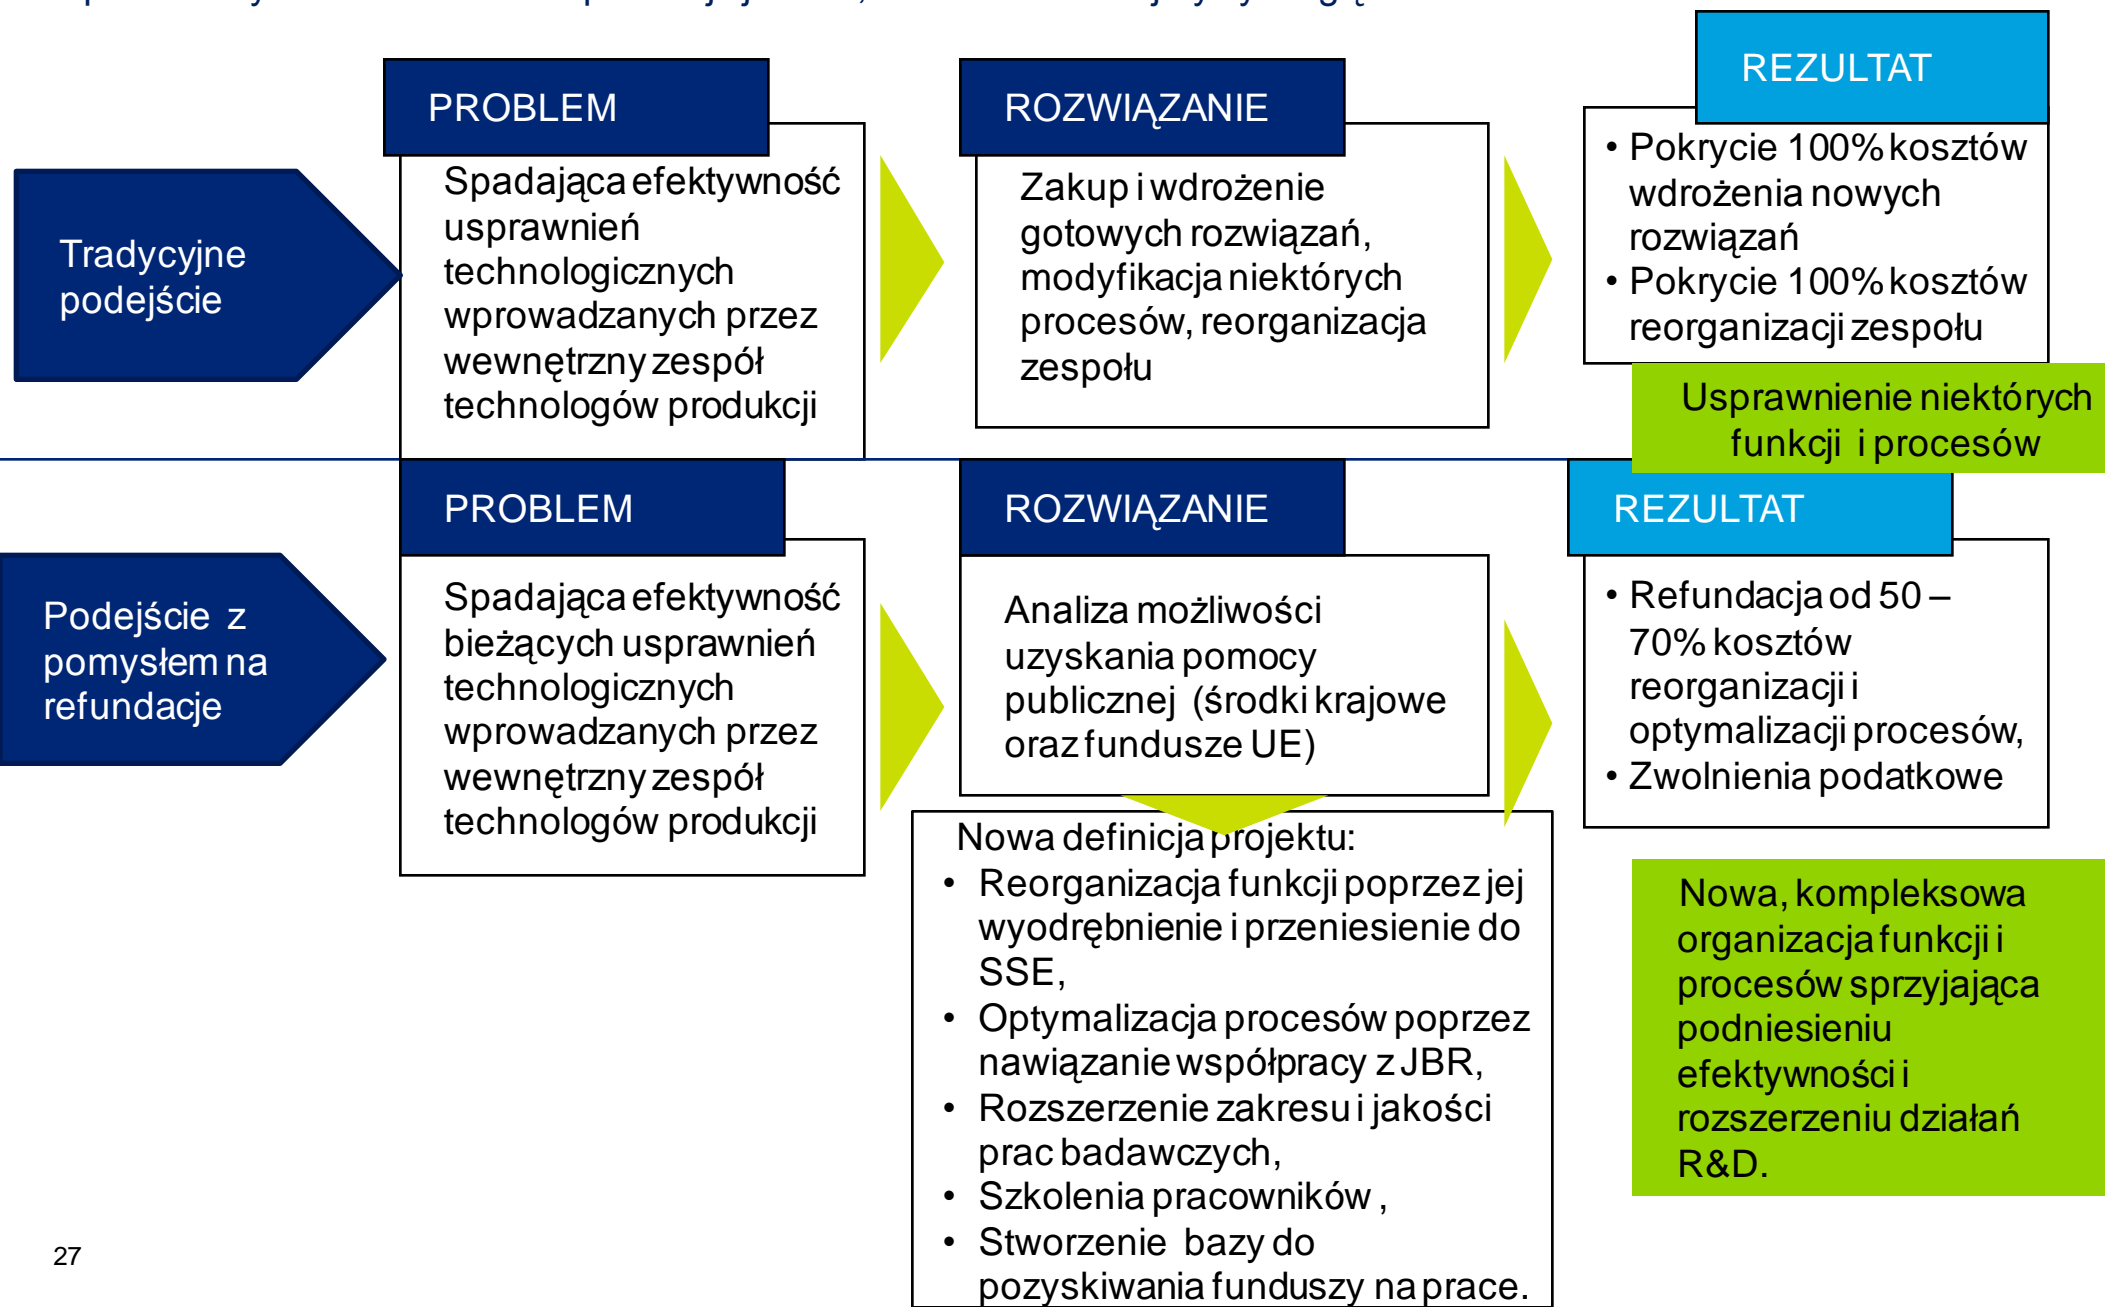 PROBLEM
ROZWIĄZANIE
REZULTAT
Tradycyjne
podejście
Spadająca efektywność
usprawnień
technologicznych
wprowadzanych przez
wewnętrzny zespół
technologów produkcji
Zakup i wdrożenie
gotowych rozwiązań,
modyfikacja niektórych
procesów, reorganizacja
zespołu
• Pokrycie 100% kosztów
wdrożenia nowych
rozwiązań
• Pokrycie 100% kosztów
reorganizacji zespołu
Usprawnienie niektórych
funkcji i procesów
PROBLEM
ROZWIĄZANIE
REZULTAT
Podejście z
pomysłem na
refundacje
Spadająca efektywność
bieżących usprawnień
technologicznych
wprowadzanych przez
wewnętrzny zespół
technologów produkcji
Analiza możliwości
uzyskania pomocy
publicznej (środki krajowe
oraz fundusze UE)
• Refundacja od 50 –
70% kosztów
reorganizacji i
optymalizacji procesów,
• Zwolnienia podatkowe
Nowa definicja projektu:
• Reorganizacja funkcji poprzez jej
wyodrębnienie i przeniesienie do
SSE,
• Optymalizacja procesów poprzez
nawiązanie współpracy z JBR,
• Rozszerzenie zakresu i jakości
prac badawczych,
• Szkolenia pracowników ,
• Stworzenie bazy do
pozyskiwania funduszy na prace.
Nowa, kompleksowa
organizacja funkcji i
procesów sprzyjająca
podniesieniu
efektywności i
rozszerzeniu działań
R&D.
27